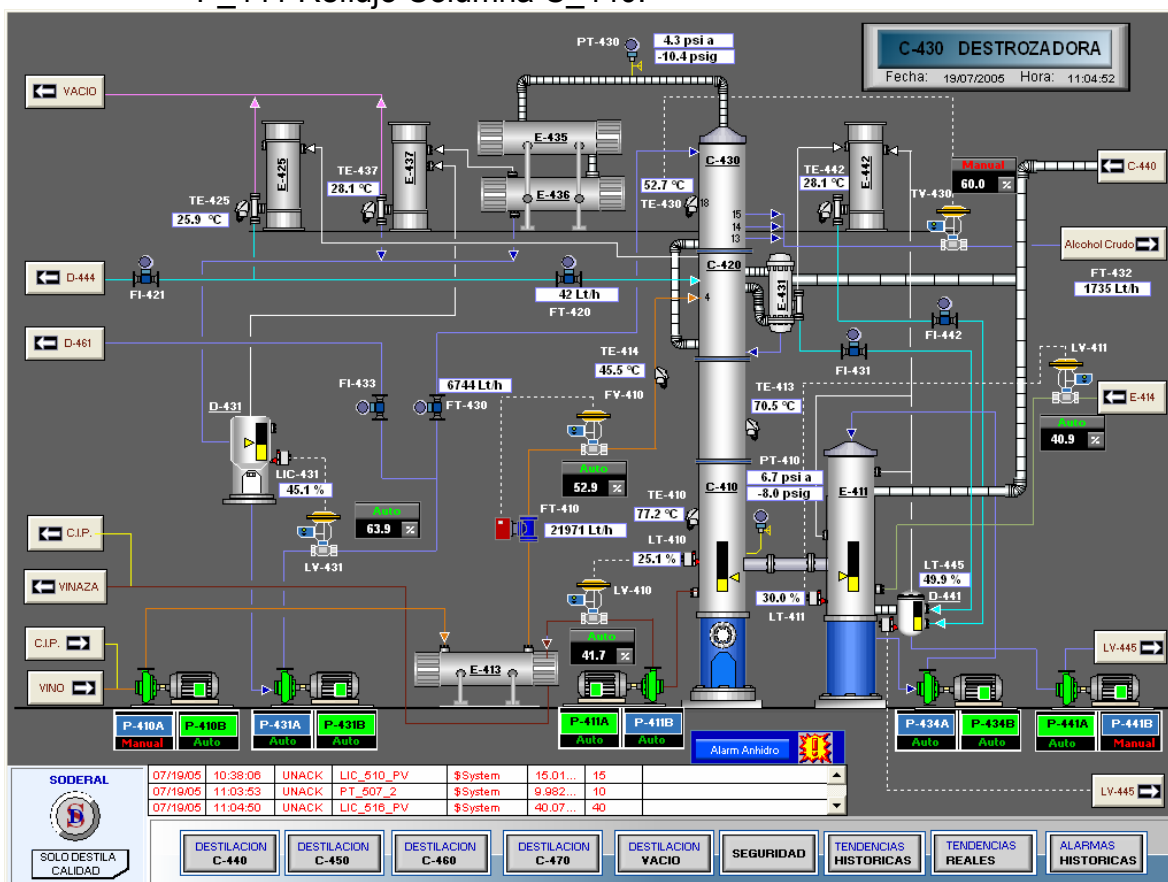 P_441 Reflujo Columna C_440.
PT-430
4.3 psi a
-10.4 psig
C-430 DESTROZADORA
Fecha: 19/07/2005 Hora: 11:04:52
VACIO
E-425
E-437
E-435
E-436
C-430
E-442
TE-437
28.1 °C
TE-425
25.9 °C
52.7 °C
TE-430
18
15
14
13
TE-442
28.1 °C
Manual
60.0 %
TV-430
C-440
Alcohol Crudo
FT-432
1735 Lt/h
D-444
FI-421
42 Lt/h
FT-420
C-420
4
E-431
FI-442
FI-431
D-461
FI-433
6744 Lt/h
FT-430
TE-414
45.5 °C
FV-410
TE-413
70.5 °C
LV-411
E-414
Auto
40.9 %
D-431
LIC-431
45.1 %
Auto
63.9 %
LV-431
Auto
52.9 %
FT-410
21971 Lt/h
PT-410
6.7 psi a
-8.0 psig
C-410
E-411
TE-410
77.2 °C
LT-410
25.1 %
LV-410
Auto
41.7 %
30.0 %
LT-411
LT-445
49.9 %
D-441
C.I.P.
VINAZA
C.I.P.
VINO
E-413
LV-445
P-410A
Manual
P-410B
Auto
P-431A
Auto
P-431B
Auto
P-411A
Auto
P-411B
Auto
P-434A
Auto
P-434B
Auto
P-441A
Auto
P-441B
Manual
Alarm Anhidro
LV-445
SODERAL
SOLO DESTILA
CALIDAD
07/19/05 10:38:06 UNACK LIC_510_PV $System 15.01... 15
07/19/05 11:03:53 UNACK PT_507_2 $System 9.982... 10
07/19/05 11:04:50 UNACK LIC_516_PV $System 40.07... 40
DESTILACION
C-440
DESTILACION
C-450
DESTILACION
C-460
DESTILACION
C-470
DESTILACION
VACIO
SEGURIDAD
TENDENCIAS
HISTORICAS
TENDENCIAS
REALES
ALARMAS
HISTORICAS